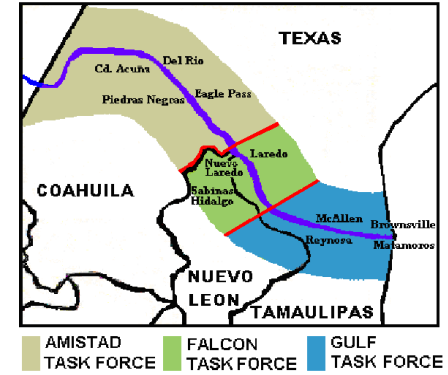 TEXAS
Del Rio
Cd. Acuña
Eagle Pass
Piedras Negras
Laredo
Nuevo
Laredo
COAHUILA
Sabinas
Hidalgo
McAllen
Brownsville
Reynosa
Matamoros
NUEVO
LEON
TAMAULIPAS
AMISTAD
TASK FORCE
FALCON
TASK FORCE
GULF
TASK FORCE